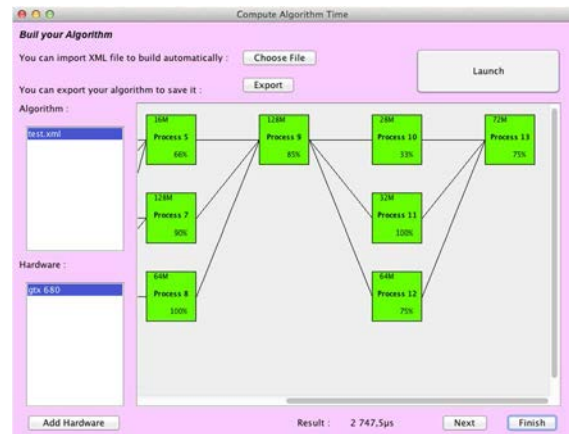 Compute Algorithm Time
Buil your Algorithm
You can import XML file to build automatically :
Choose File
Launch
You can export your algorithm to save it :
Export
Algorithm :
test.xml
16M
Process 5
66%
128M
Process 9
85%
28M
Process 10
33%
72M
Process 13
75%
128M
Process 7
90%
32M
Process 11
100%
Hardware :
gtx 680
64M
Process 8
100%
64M
Process 12
75%
Add Hardware
Result :
2 747,5µs
Next
Finish